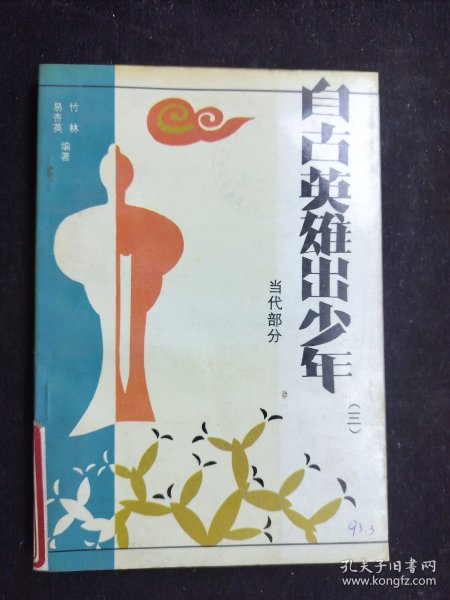 自古英雄出少年
（三）
当代部分
竹林
易杏英 编著
93.3
孔夫子旧书网
www.kongfz.com